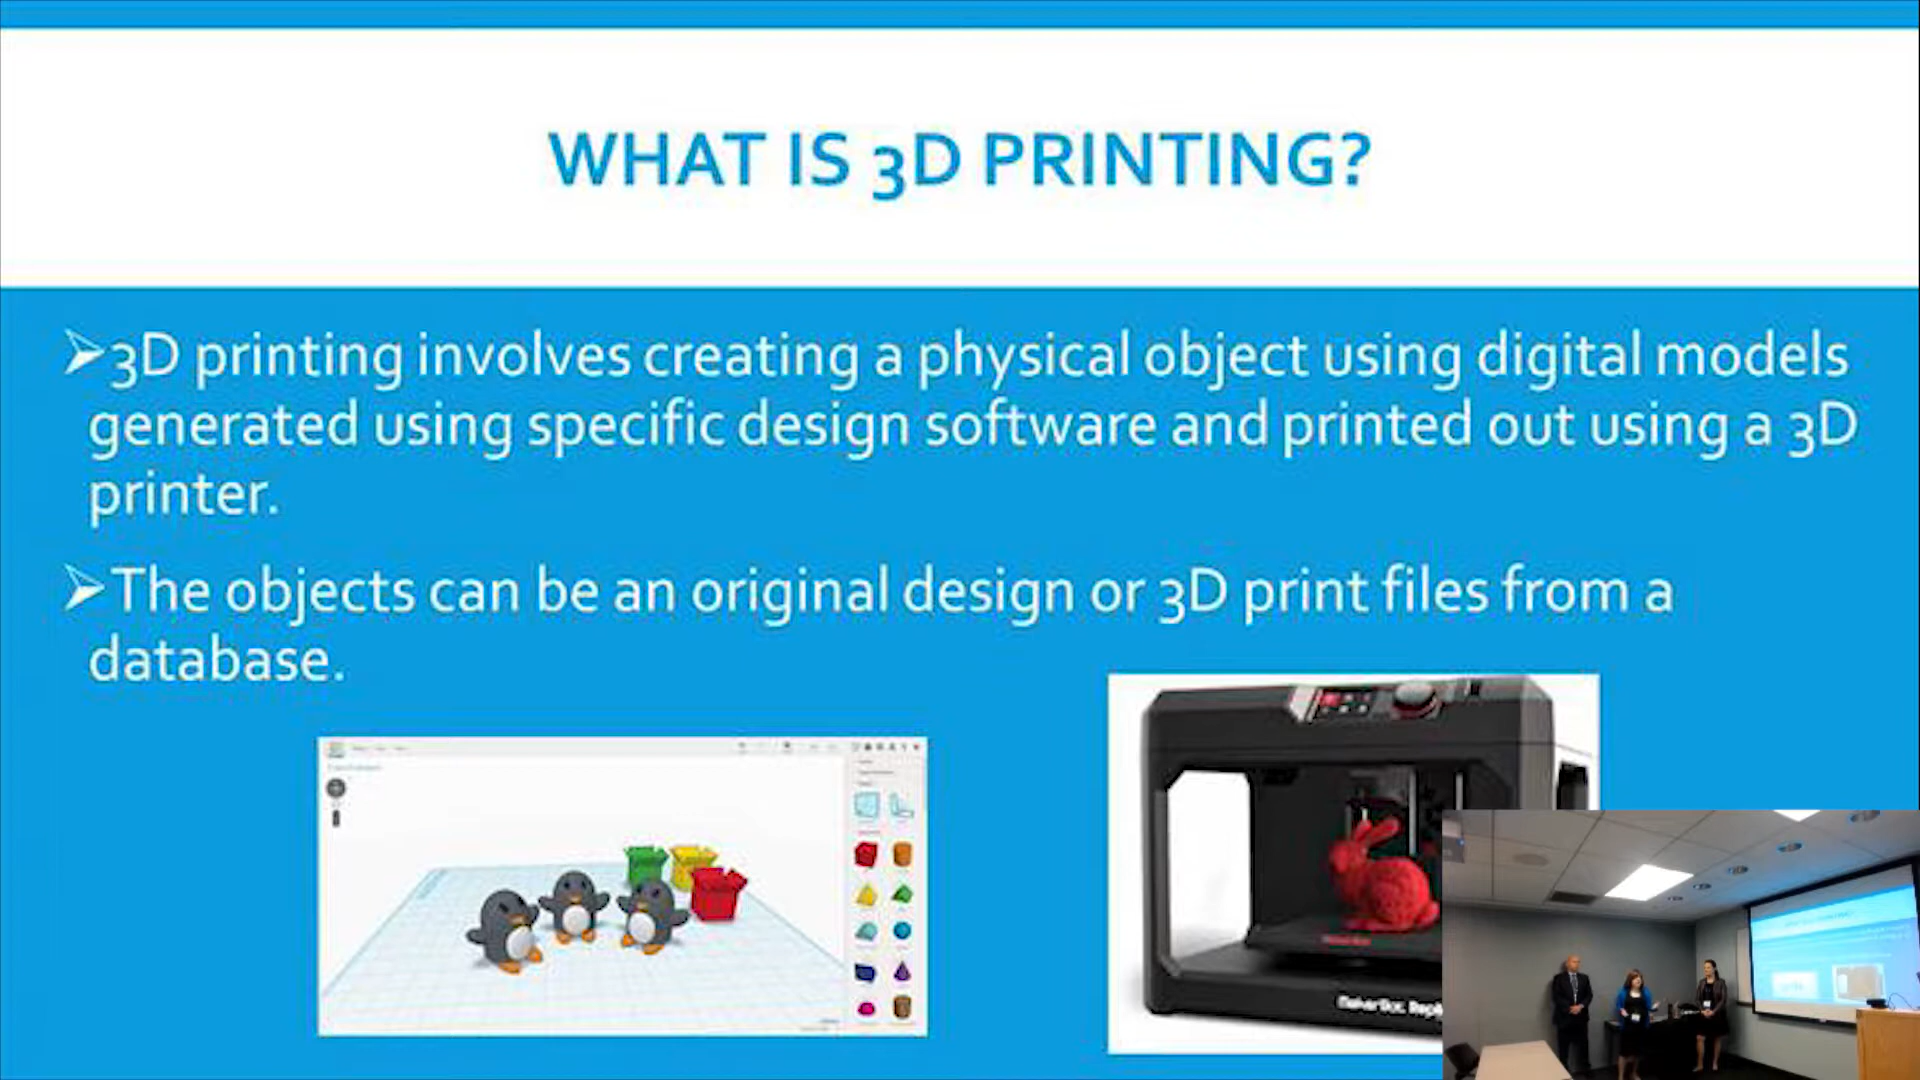 WHAT IS 3D PRINTING?
➢3D printing involves creating a physical object using digital models
generated using specific design software and printed out using a 3D
printer.
➢The objects can be an original design or 3D print files from a
database.
MakerBot